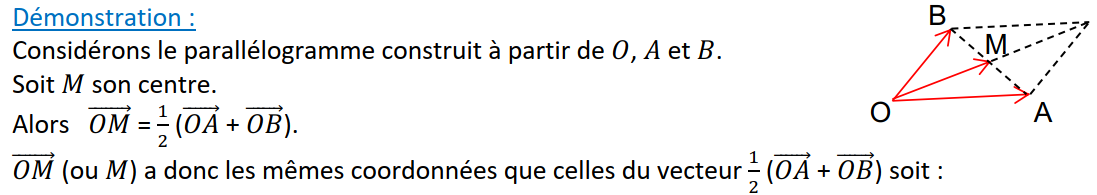 Démonstration :
Considérons le parallélogramme construit à partir de O, A et B.
Soit M son centre.
Alors $\overrightarrow{OM} = \frac{1}{2} (\overrightarrow{OA} + \overrightarrow{OB})$.
$\overrightarrow{OM}$ (ou M) a donc les mêmes coordonnées que celles du vecteur $\frac{1}{2} (\overrightarrow{OA} + \overrightarrow{OB})$ soit :
B
M
O
A